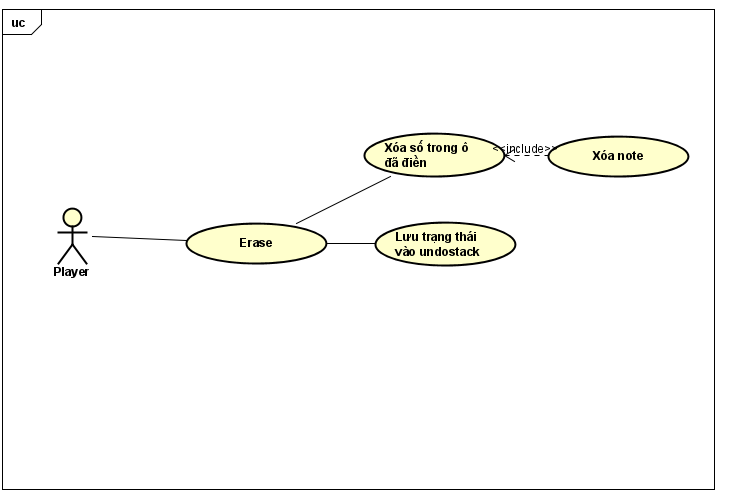 uc
Xóa số trong ô
đã điền
<<include>>
Xóa note
Player
Erase
Lưu trạng thái
vào undostack